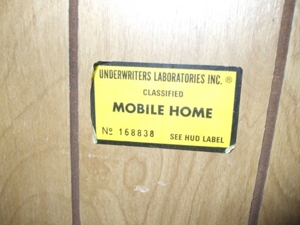 UNDERWRITERS LABORATORIES INC. ®
CLASSIFIED
MOBILE HOME
No 168838 SEE HUD LABEL